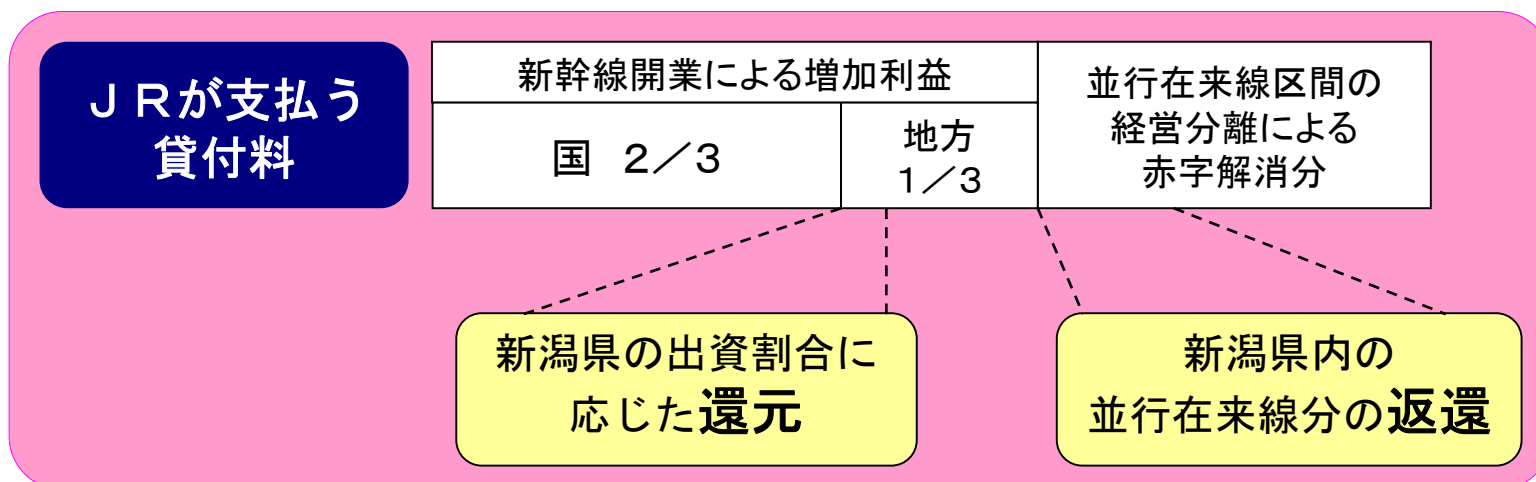 ＪＲが支払う
貸付料
新幹線開業による増加利益
国　２／３
地方
１／３
並行在来線区間の
経営分離による
赤字解消分
新潟県の出資割合に
応じた還元
新潟県内の
並行在来線分の返還